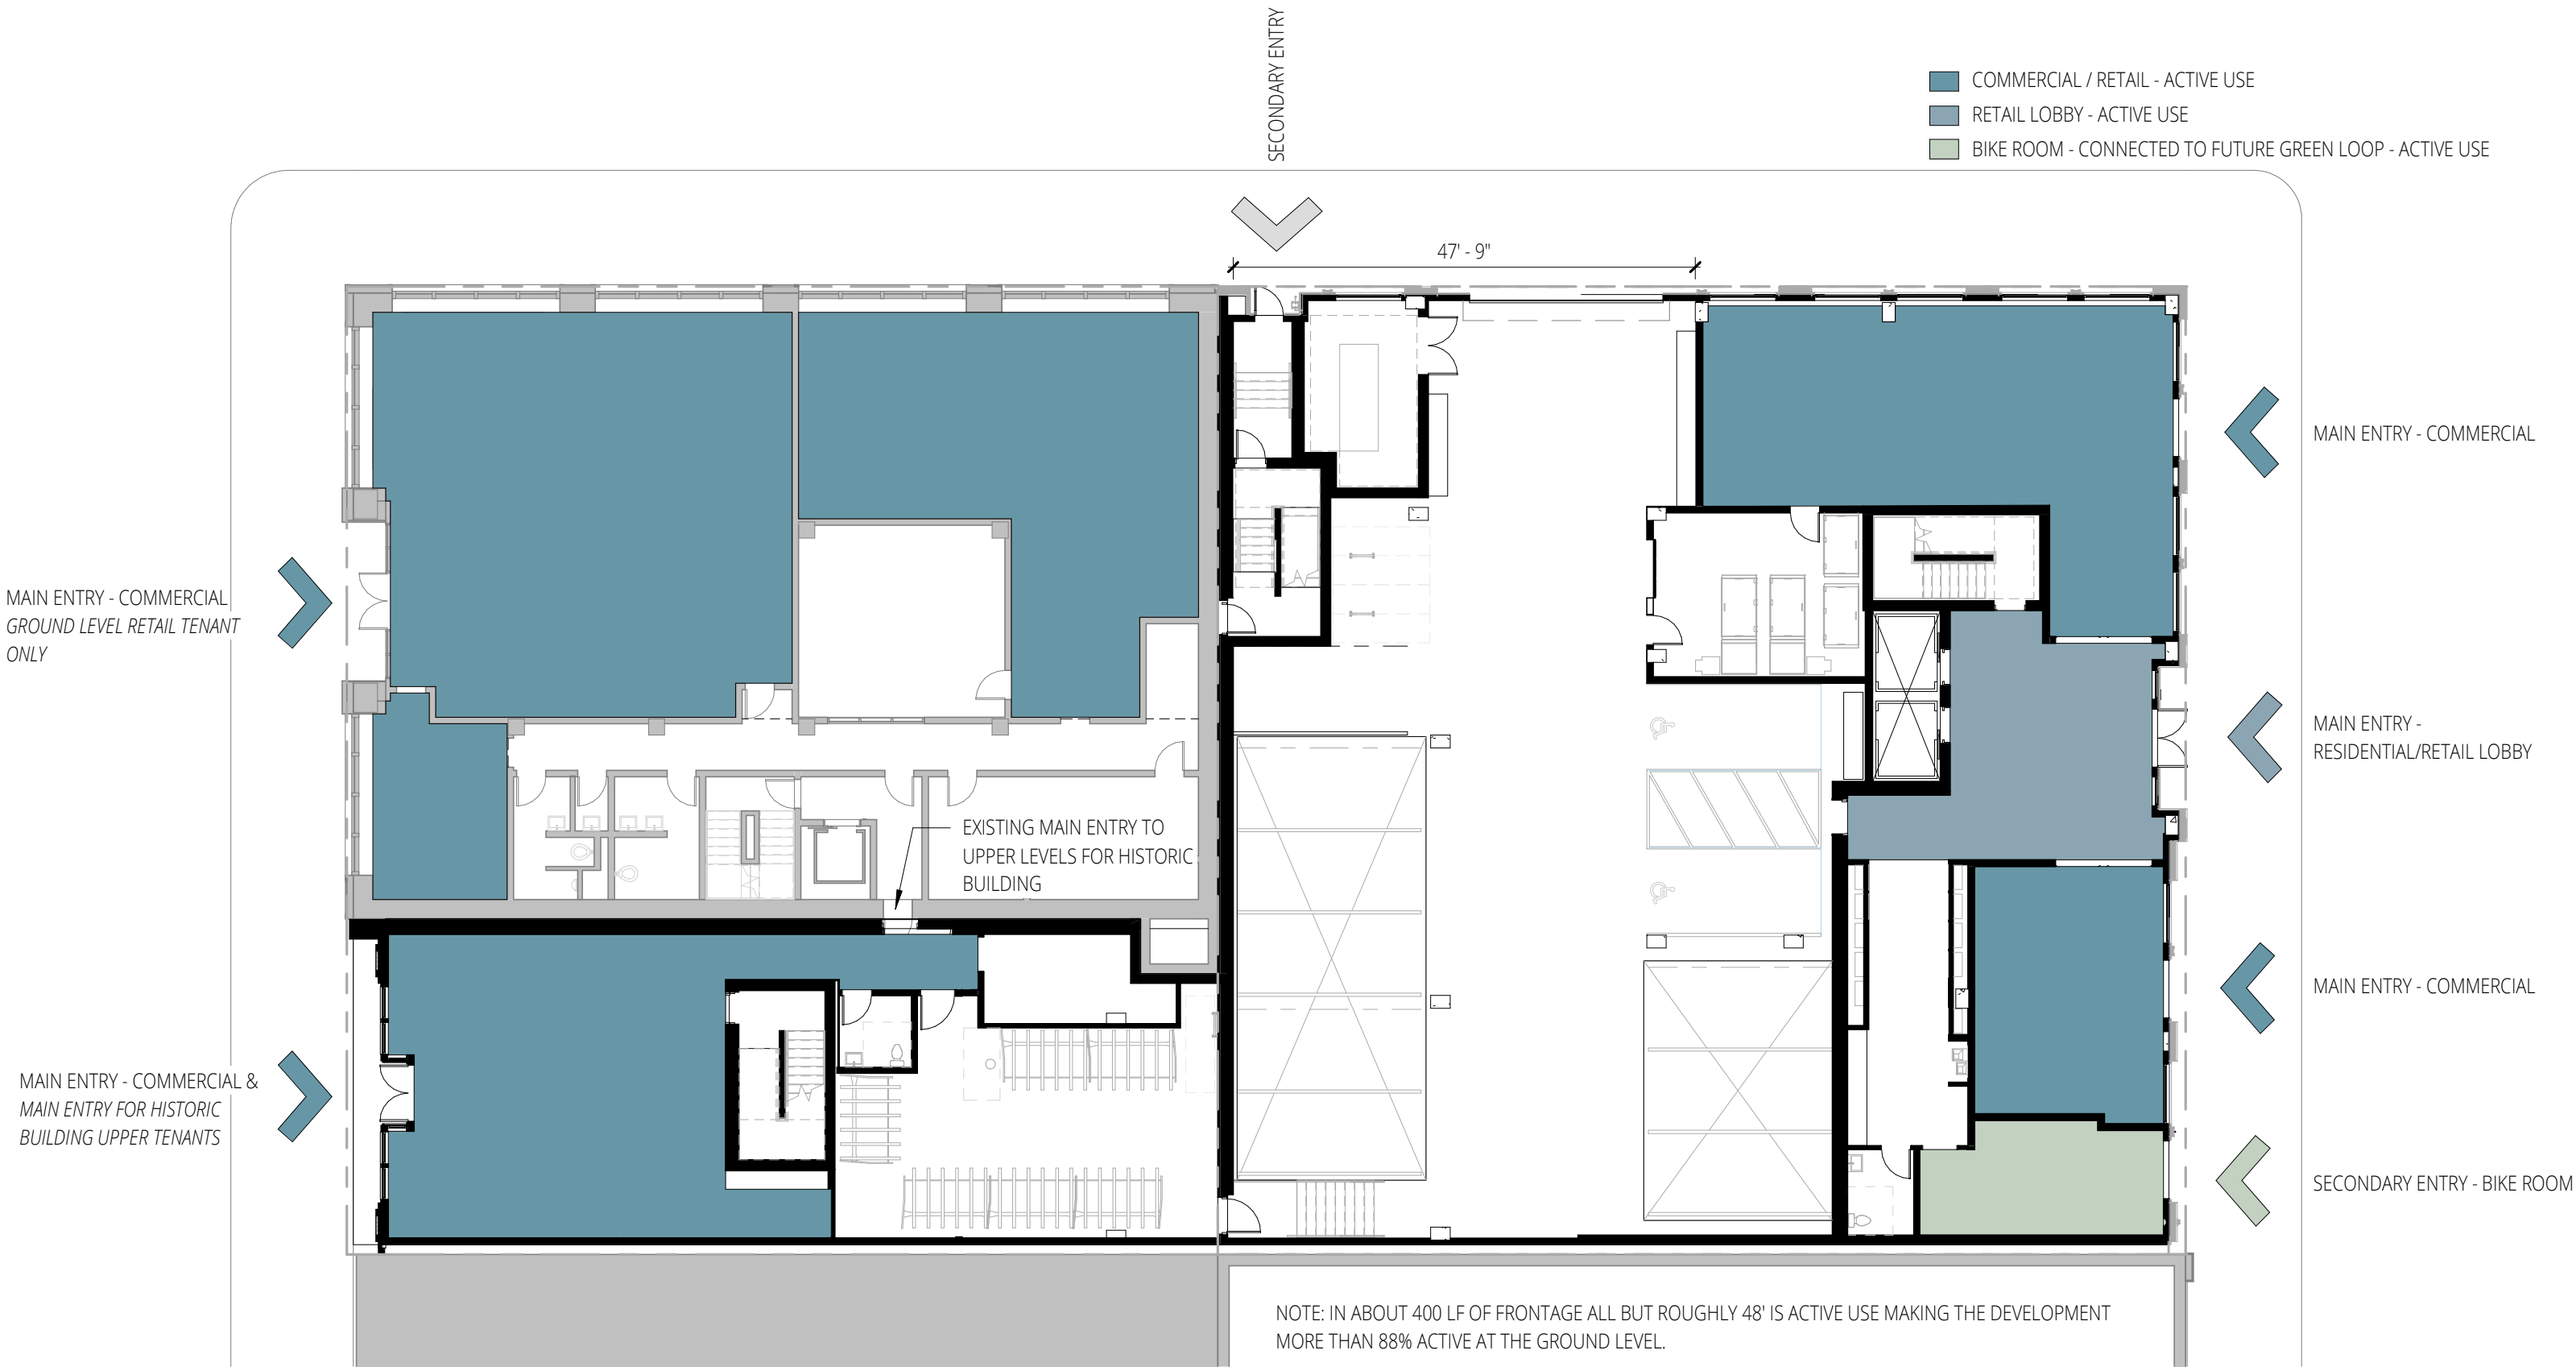 SECONDARY ENTRY
COMMERCIAL / RETAIL - ACTIVE USE
RETAIL LOBBY - ACTIVE USE
BIKE ROOM - CONNECTED TO FUTURE GREEN LOOP - ACTIVE USE
47' - 9"
MAIN ENTRY - COMMERCIAL
MAIN ENTRY - COMMERCIAL
GROUND LEVEL RETAIL TENANT
ONLY
MAIN ENTRY -
RESIDENTIAL/RETAIL LOBBY
EXISTING MAIN ENTRY TO
UPPER LEVELS FOR HISTORIC
BUILDING
MAIN ENTRY - COMMERCIAL
MAIN ENTRY - COMMERCIAL &
MAIN ENTRY FOR HISTORIC
BUILDING UPPER TENANTS
SECONDARY ENTRY - BIKE ROOM
NOTE: IN ABOUT 400 LF OF FRONTAGE ALL BUT ROUGHLY 48' IS ACTIVE USE MAKING THE DEVELOPMENT
MORE THAN 88% ACTIVE AT THE GROUND LEVEL.